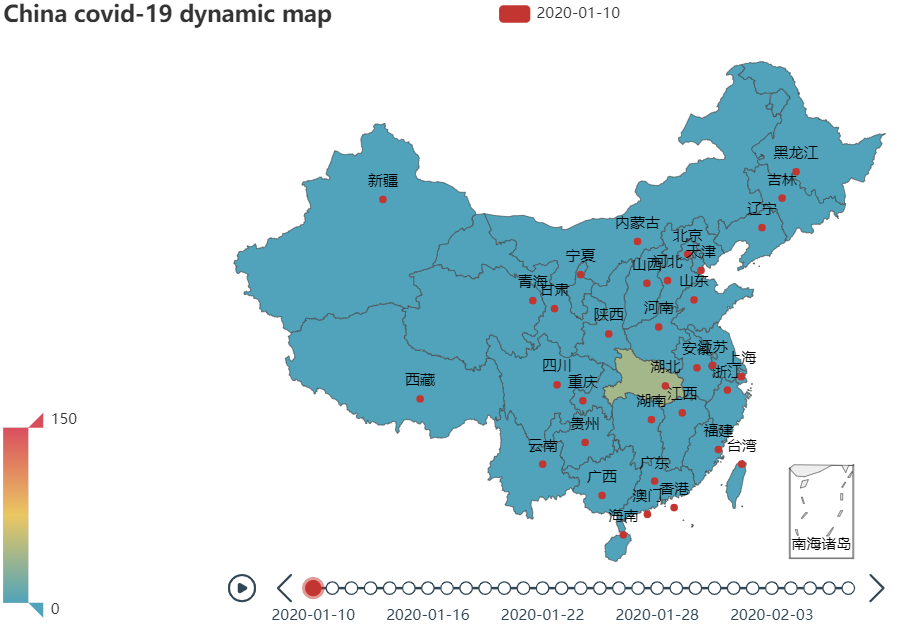 China covid-19 dynamic map
2020-01-10
黑龙江
吉林
新疆
辽宁
内蒙古
北京
天津
宁夏
山西
河北
青海
甘肃
山东
陕西
河南
安徽
江苏
上海
四川
湖北
浙江
西藏
重庆
湖南
江西
贵州
福建
云南
台湾
广东
广西
澳门
香港
海南
南海诸岛
150
0
2020-01-10
2020-01-16
2020-01-22
2020-01-28
2020-02-03